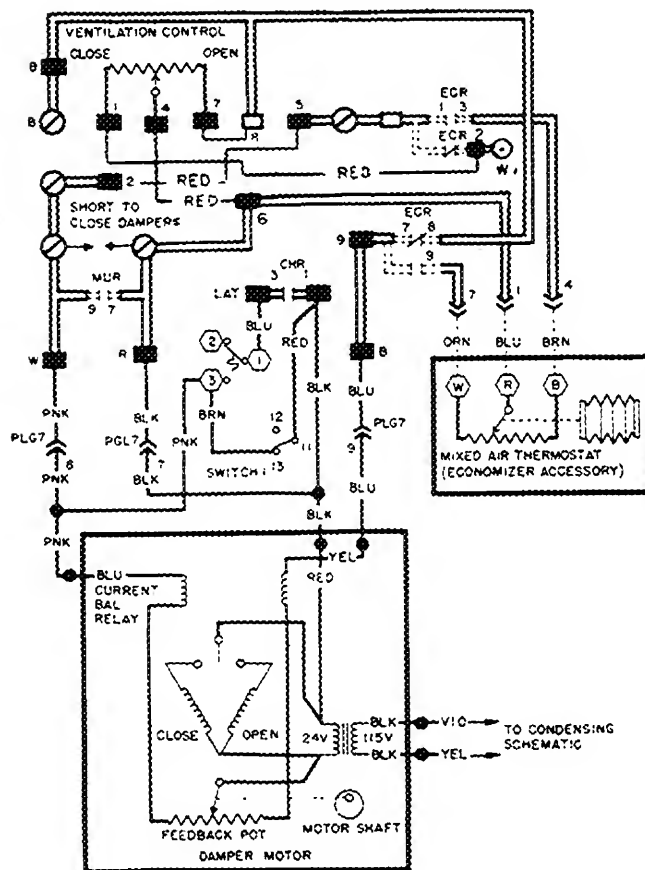 VENTILATION CONTROL
CLOSE
OPEN
B
B
1
4
7
8
5
ECR
1 3
ECR
2
W1
RED
2
RED
RED
6
SHORT TO
CLOSE DAMPERS
MUR
9 7
W
R
LAT
3
CHR
1
BLU
RED
BLK
2
1
3
BRN
12
11
13
SWITCH 1
9
ECR
7 8
9
B
BLU
PLG7
9
BLU
7
1
4
ORN
BLU
BRN
W
R
B
MIXED AIR THERMOSTAT
(ECONOMIZER ACCESSORY)
PNK
PLG7
8
PNK
PNK
BLK
PGL7
7
BLK
PNK
BLK
YEL
RED
BLU
CURRENT
BAL
RELAY
CLOSE
OPEN
24V
115V
BLK
VIO
BLK
YEL
TO CONDENSING
SCHEMATIC
FEEDBACK POT
MOTOR SHAFT
DAMPER MOTOR